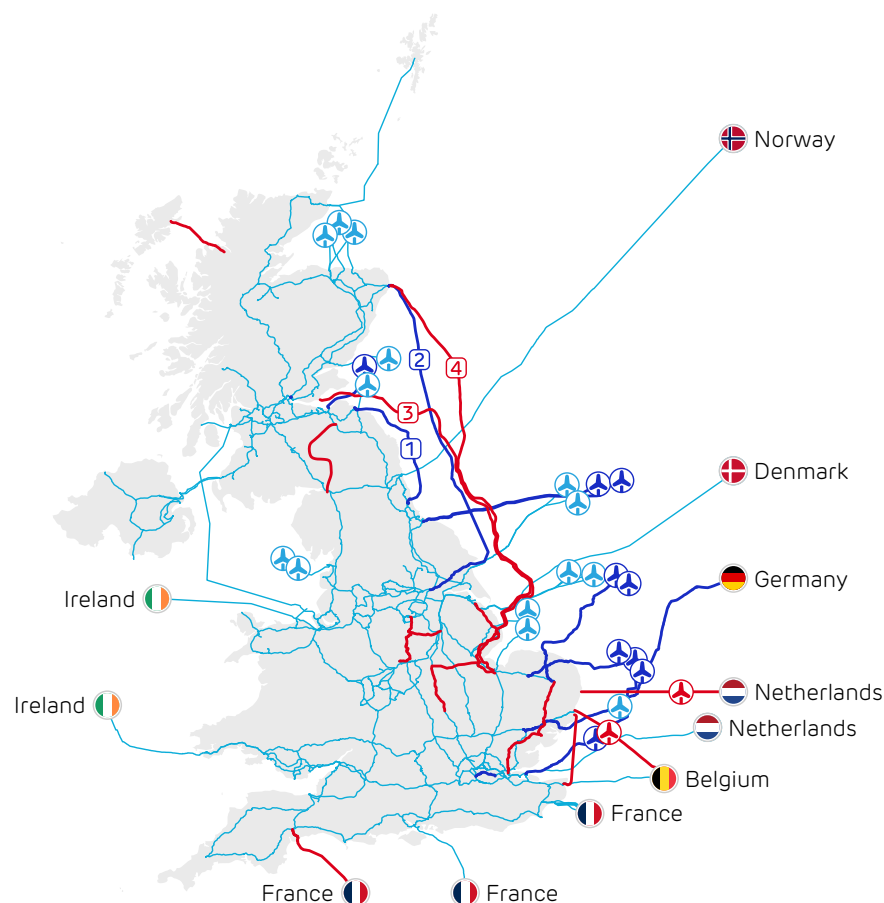 Norway
2
4
3
1
Denmark
Germany
Ireland
Netherlands
Ireland
Netherlands
Belgium
France
France
France